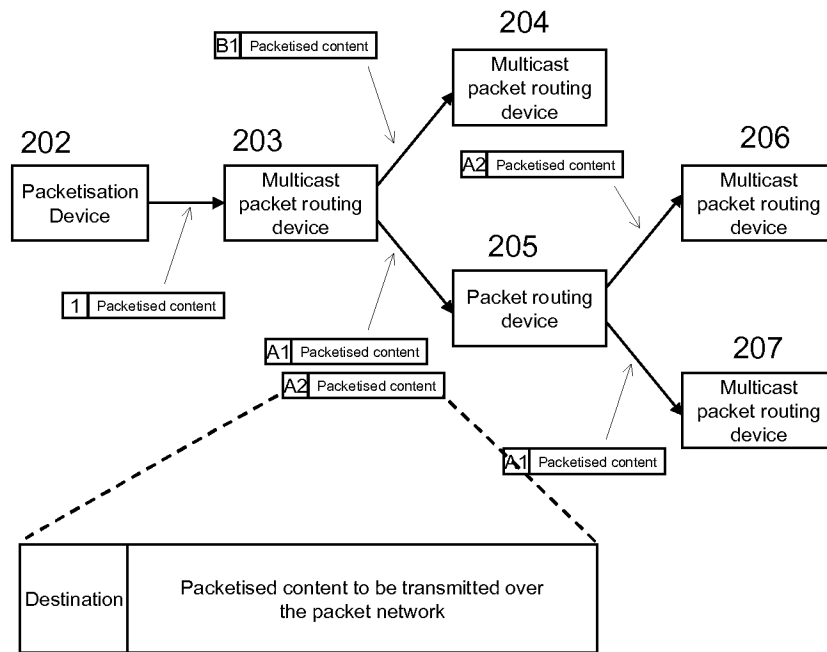 B1 Packetised content
204
Multicast
packet routing
device
202
Packetisation
Device
203
Multicast
packet routing
device
A2 Packetised content
206
Multicast
packet routing
device
1 Packetised content
205
Packet routing
device
A1 Packetised content
A2 Packetised content
207
Multicast
packet routing
device
A1 Packetised content
Destination
Packetised content to be transmitted over
the packet network